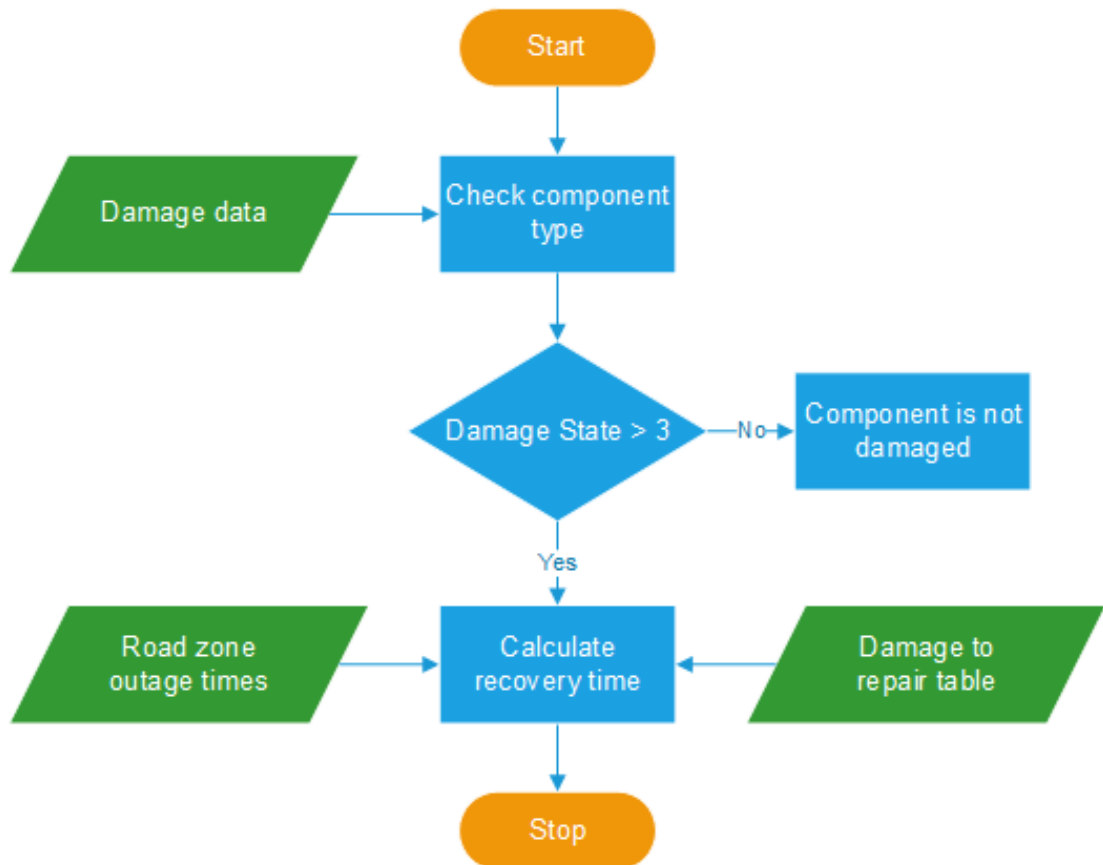 Start
Damage data
Check component
type
Damage State > 3
No
Component is not
damaged
Yes
Road zone
outage times
Calculate
recovery time
Damage to
repair table
Stop